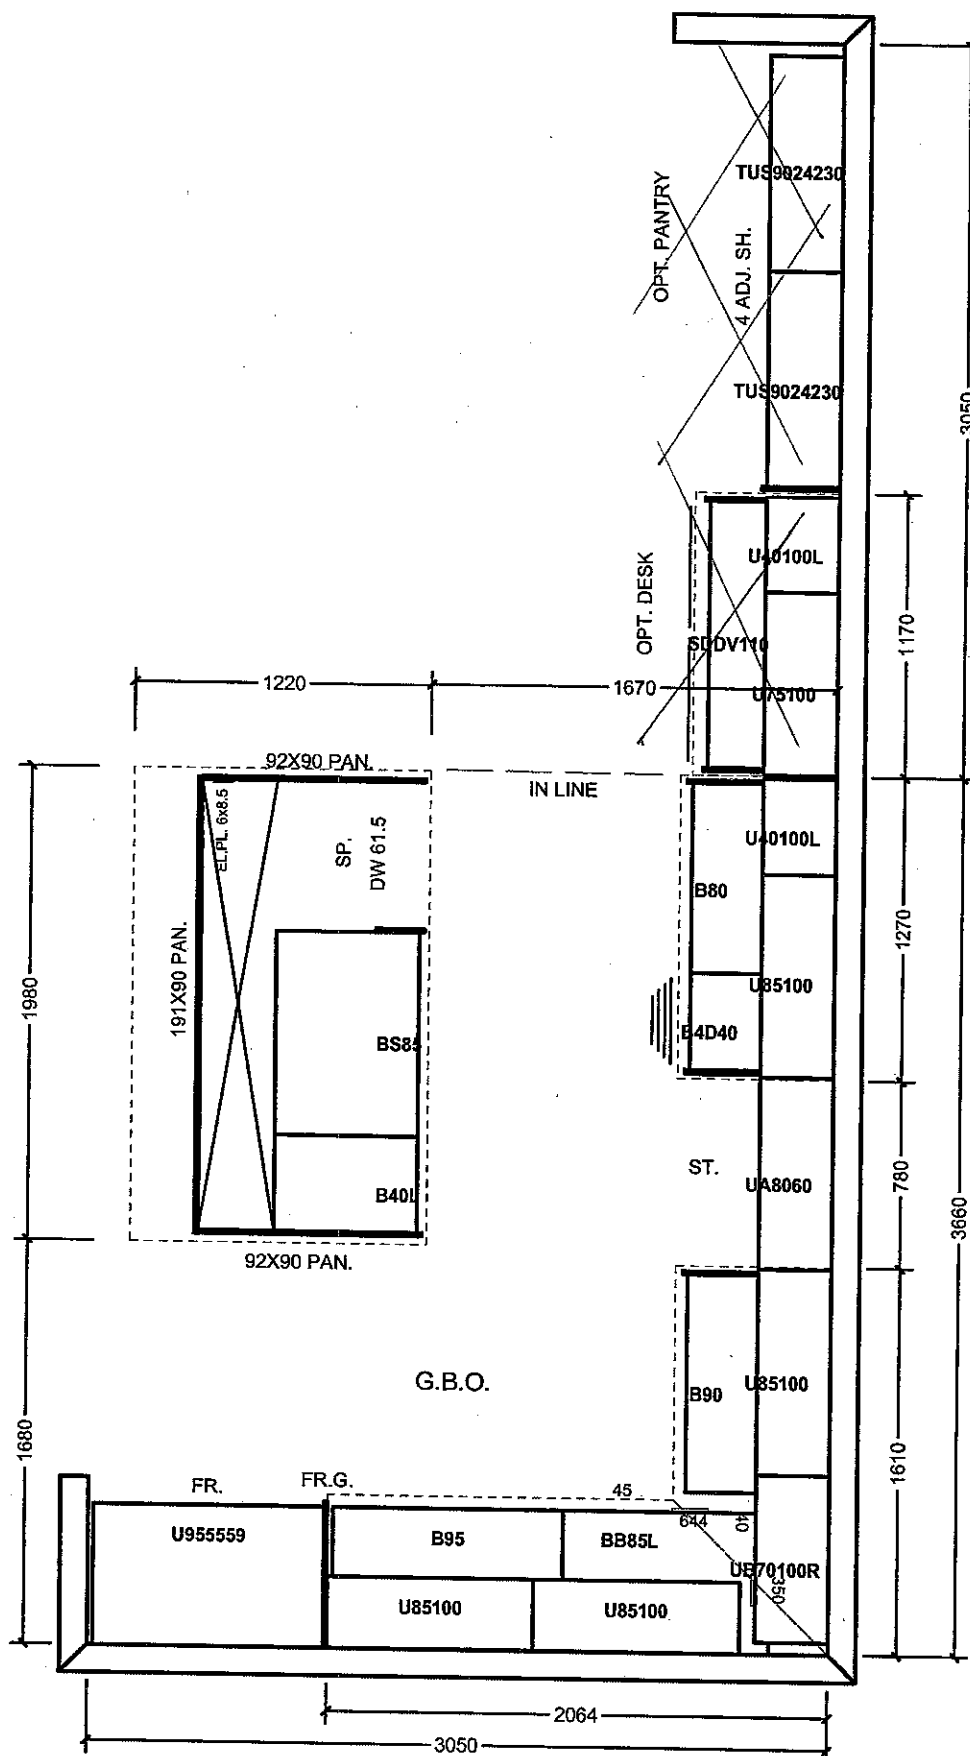 TUS9024230
OPT. PANTRY
4 ADJ. SH.
TUS9024230
3050
U40100L
OPT. DESK
SDDV110
1170
U75100
1220
1670
92X90 PAN.
IN LINE
EL.PL. 6x8.5
SP.
DW 61.5
U40100L
B80
1270
191X90 PAN.
1980
U85100
B4D40
BS85
ST.
UA8060
780
B40L
3660
92X90 PAN.
G.B.O.
B90
U85100
1680
1610
FR.
FR.G.
45
644
40
U955559
B95
BB85L
UB70100R
350
U85100
U85100
2064
3050